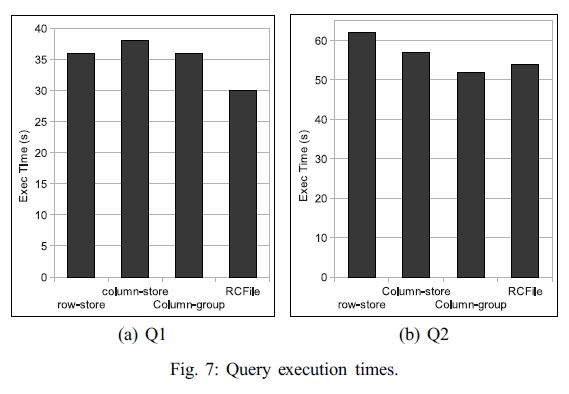 40
35
30
25
20
15
10
5
0
Exec Time (s)
column-store RCFile
row-store Column-group
(a) Q1
60
50
40
30
20
10
0
Exec Time (s)
Column-store RCFile
row-store Column-group
(b) Q2
Fig. 7: Query execution times.